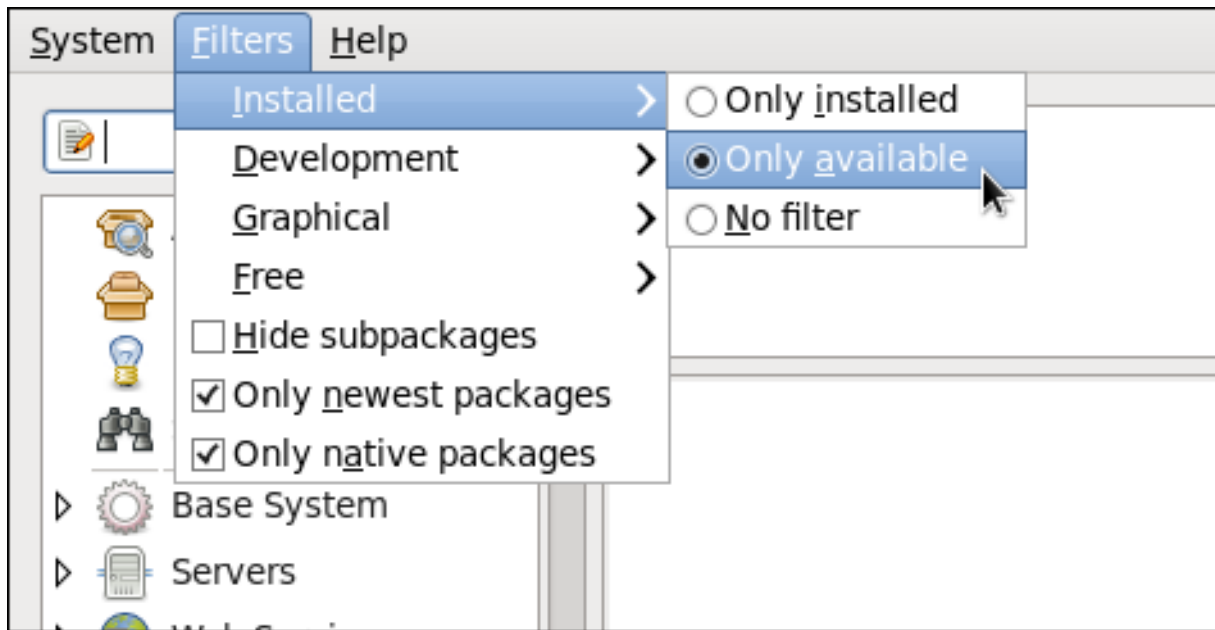 System Filters Help
Installed
Only installed
Development
Only available
Graphical
No filter
Free
Hide subpackages
Only newest packages
Only native packages
Base System
Servers